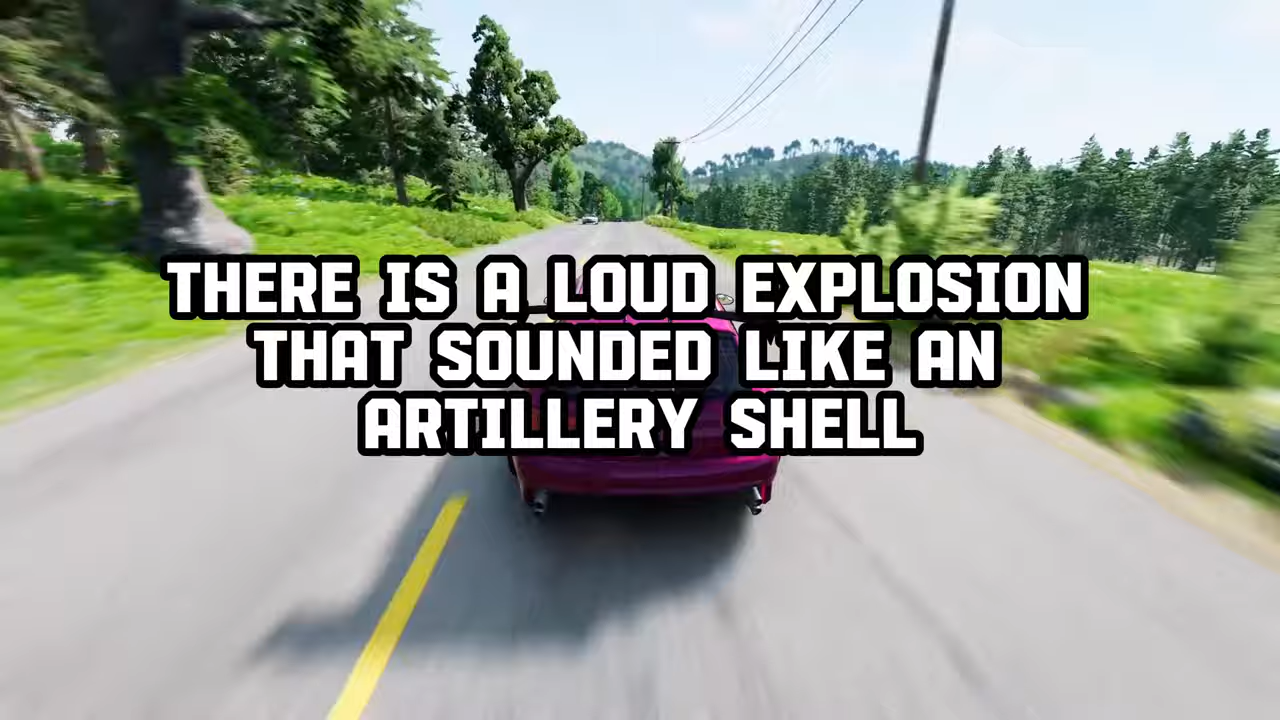 THERE IS A LOUD EXPLOSION
THAT SOUNDED LIKE AN
ARTILLERY SHELL